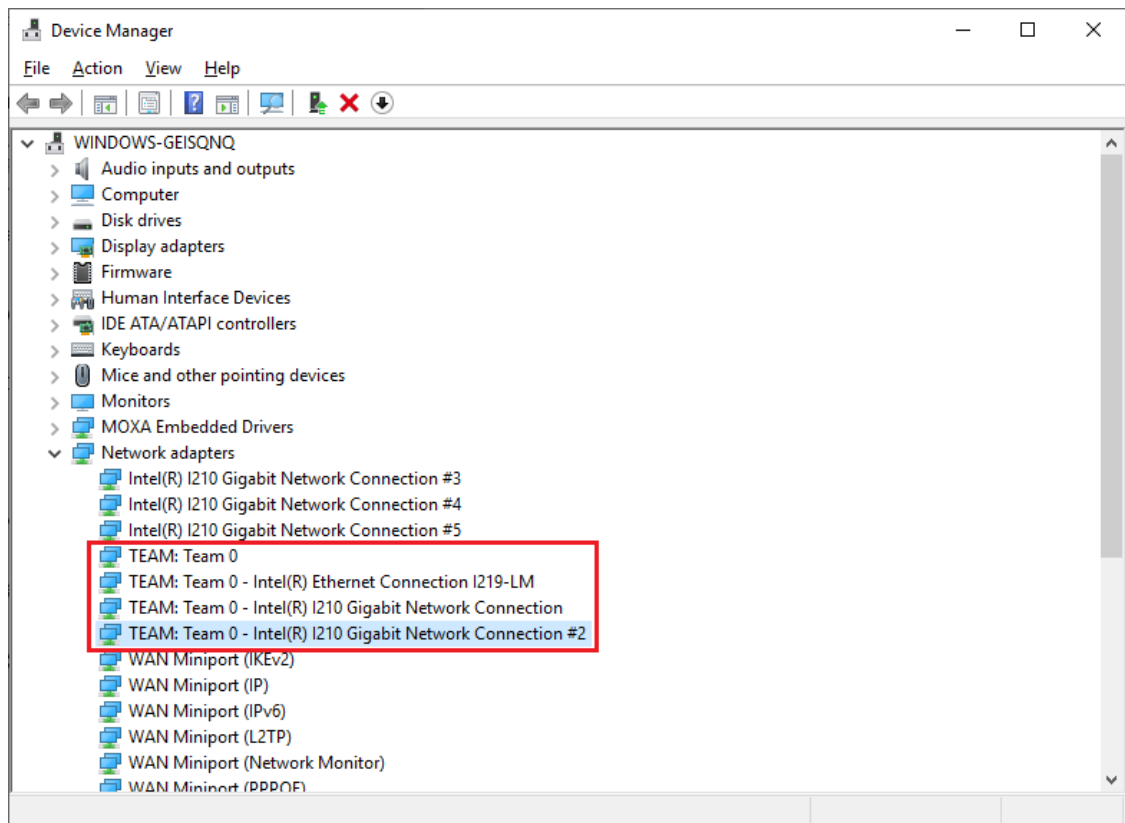 Device Manager
File Action View Help
WINDOWS-GEISQNQ
Audio inputs and outputs
Computer
Disk drives
Display adapters
Firmware
Human Interface Devices
IDE ATA/ATAPI controllers
Keyboards
Mice and other pointing devices
Monitors
MOXA Embedded Drivers
Network adapters
Intel(R) I210 Gigabit Network Connection #3
Intel(R) I210 Gigabit Network Connection #4
Intel(R) I210 Gigabit Network Connection #5
TEAM: Team 0
TEAM: Team 0 - Intel(R) Ethernet Connection I219-LM
TEAM: Team 0 - Intel(R) I210 Gigabit Network Connection
TEAM: Team 0 - Intel(R) I210 Gigabit Network Connection #2
WAN Miniport (IKEv2)
WAN Miniport (IP)
WAN Miniport (IPv6)
WAN Miniport (L2TP)
WAN Miniport (Network Monitor)
WAN Miniport (PPPOE)